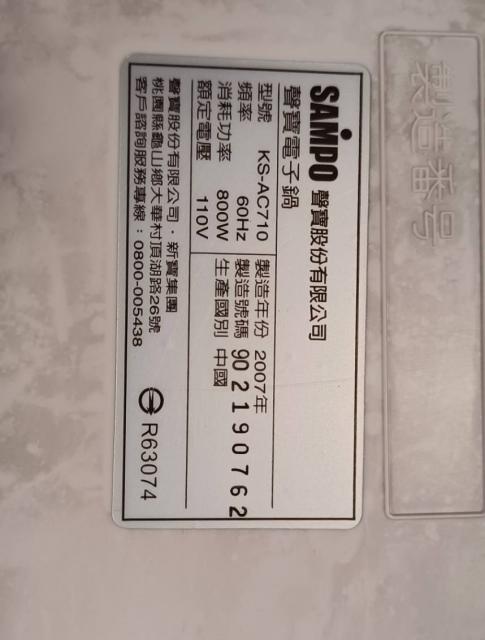 SAMPO 聲寶股份有限公司
聲寶電子鍋
型號 KS-AC710 製造年份 2007年
頻率 60Hz 製造號碼 902190762
消耗功率 800W 生產國別 中國
額定電壓 110V
聲寶股份有限公司・新寶集團
桃園縣龜山鄉大華村頂湖路26號
客戶諮詢服務專線：0800-005438
R63074
製造番号